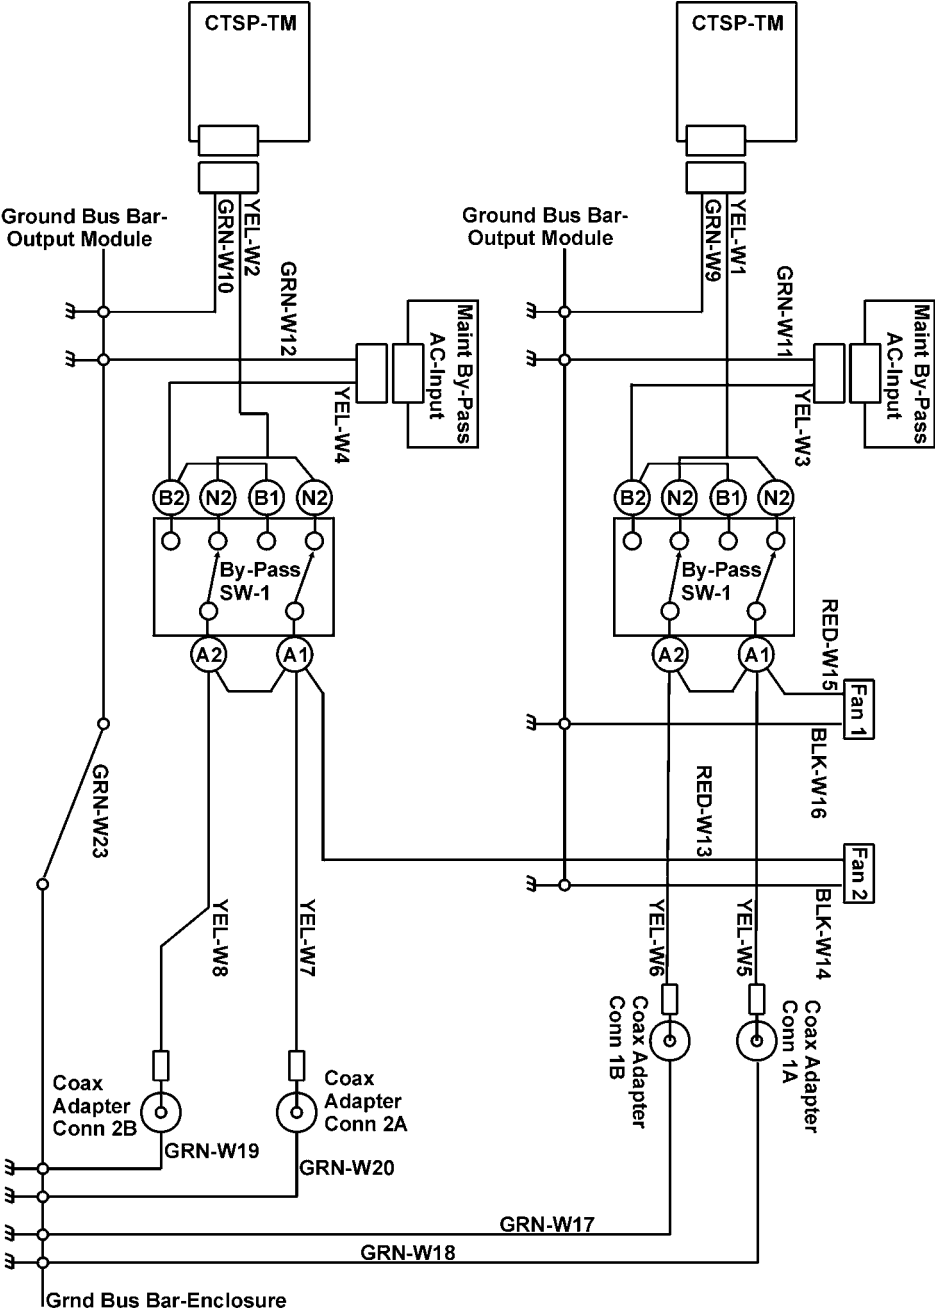 CTSP-TM
CTSP-TM
Ground Bus Bar-
Output Module
GRN-W10
YEL-W2
GRN-W12
Ground Bus Bar-
Output Module
GRN-W9
YEL-W1
GRN-W11
Maint By-Pass
AC-Input
YEL-W4
Maint By-Pass
AC-Input
YEL-W3
B2
N2
B1
N2
B2
N2
B1
N2
By-Pass
SW-1
By-Pass
SW-1
A2
A1
A2
A1
RED-W15
Fan 1
BLK-W16
GRN-W23
RED-W13
Fan 2
BLK-W14
YEL-W8
YEL-W7
YEL-W6
YEL-W5
Coax Adapter
Conn 1B
Coax Adapter
Conn 1A
Coax
Adapter
Conn 2B
Coax
Adapter
Conn 2A
GRN-W19
GRN-W20
GRN-W17
GRN-W18
Grnd Bus Bar-Enclosure